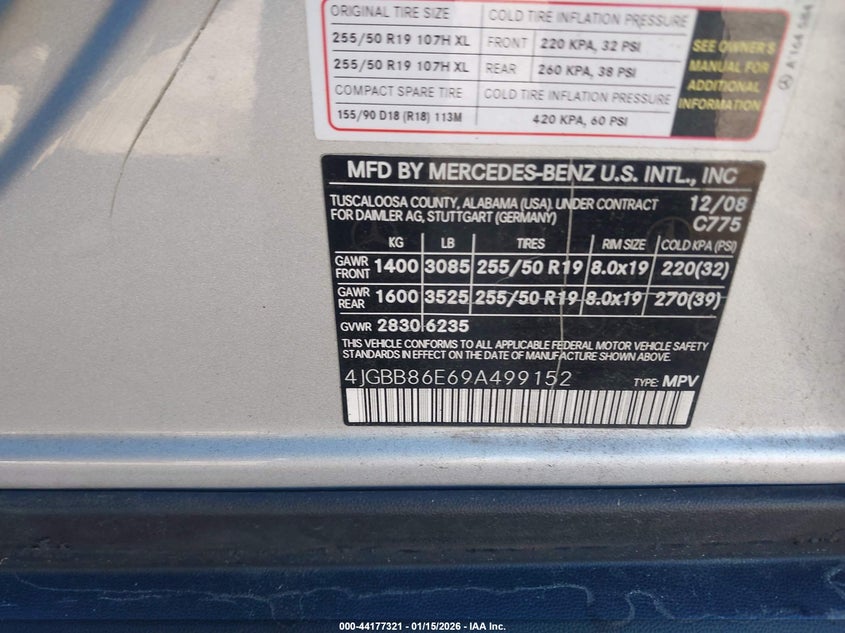 ORIGINAL TIRE SIZE COLD TIRE INFLATION PRESSURE
255/50 R19 107H XL FRONT 220 KPA, 32 PSI
255/50 R19 107H XL REAR 260 KPA, 38 PSI
COMPACT SPARE TIRE COLD TIRE INFLATION PRESSURE
155/90 D18 (R18) 113M 420 KPA, 60 PSI
SEE OWNER'S
MANUAL FOR
ADDITIONAL
INFORMATION
A 164 584
MFD BY MERCEDES-BENZ U.S. INTL., INC
TUSCALOOSA COUNTY, ALABAMA (USA). UNDER CONTRACT 12/08
FOR DAIMLER AG, STUTTGART (GERMANY) C775
KG LB TIRES RIM SIZE COLD KPA (PSI)
GAWR FRONT 1400 3085 255/50 R19 8.0x19 220(32)
GAWR REAR 1600 3525 255/50 R19 8.0x19 270(39)
GVWR 2830 6235
THIS VEHICLE CONFORMS TO ALL APPLICABLE FEDERAL MOTOR VEHICLE SAFETY
STANDARDS IN EFFECT ON THE DATE OF MANUFACTURE SHOWN ABOVE.
4JGBB86E69A499152 TYPE: MPV
000-44177321 - 01/15/2026 - IAA Inc.